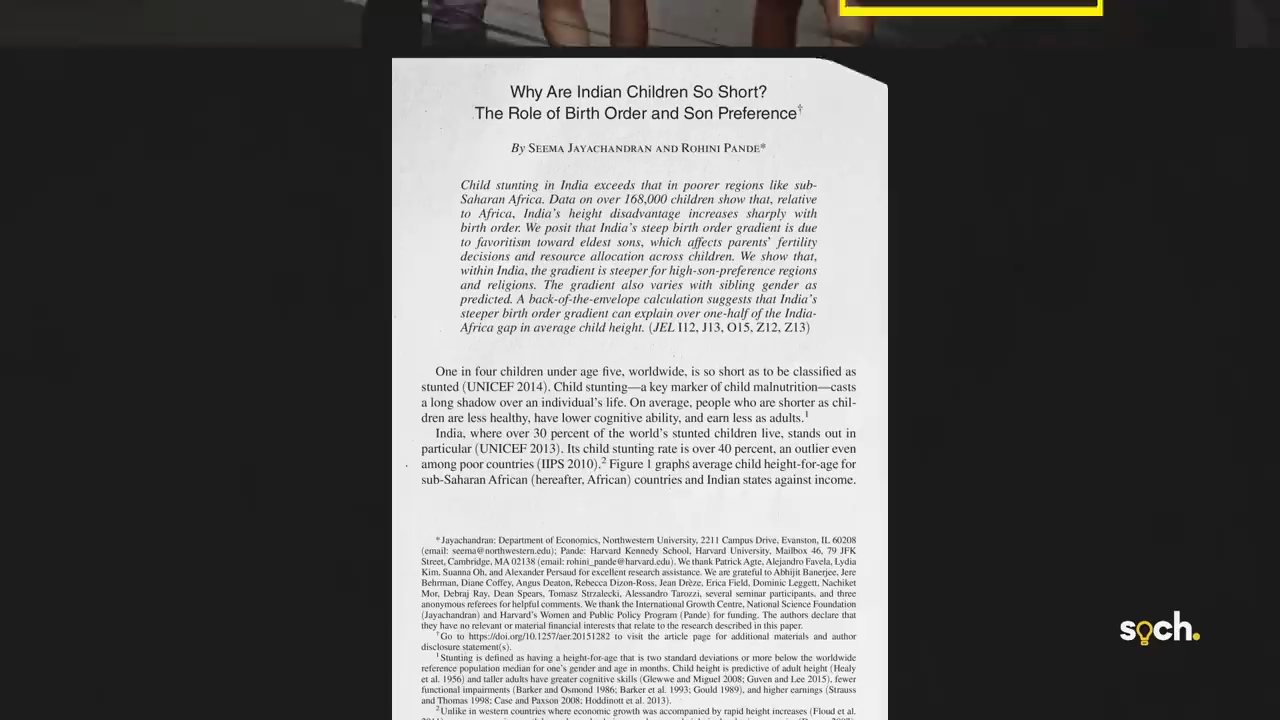 Why Are Indian Children So Short?
The Role of Birth Order and Son Preference†
By Seema Jayachandran and Rohini Pande*
Child stunting in India exceeds that in poorer regions like sub-
Saharan Africa. Data on over 168,000 children show that, relative
to Africa, India's height disadvantage increases sharply with
birth order. We posit that India's steep birth order gradient is due
to favoritism toward eldest sons, which affects parents' fertility
decisions and resource allocation across children. We show that,
within India, the gradient is steeper for high-son-preference regions
and religions. The gradient also varies with sibling gender as
predicted. A back-of-the-envelope calculation suggests that India's
steeper birth order gradient can explain over one-half of the India-
Africa gap in average child height. (JEL I12, J13, O15, Z12, Z13)
One in four children under age five, worldwide, is so short as to be classified as
stunted (UNICEF 2014). Child stunting—a key marker of child malnutrition—casts
a long shadow over an individual's life. On average, people who are shorter as chil-
dren are less healthy, have lower cognitive ability, and earn less as adults.1
India, where over 30 percent of the world's stunted children live, stands out in
particular (UNICEF 2013). Its child stunting rate is over 40 percent, an outlier even
among poor countries (IIPS 2010).2 Figure 1 graphs average child height-for-age for
sub-Saharan African (hereafter, African) countries and Indian states against income.
*Jayachandran: Department of Economics, Northwestern University, 2211 Campus Drive, Evanston, IL 60208
(email: seema@northwestern.edu); Pande: Harvard Kennedy School, Harvard University, Mailbox 46, 79 JFK
Street, Cambridge, MA 02138 (email: rohini_pande@harvard.edu). We thank Patrick Agte, Alejandro Favela, Lydia
Kim, Suanna Oh, and Alexander Persaud for excellent research assistance. We are grateful to Abhijit Banerjee, Jere
Behrman, Diane Coffey, Angus Deaton, Rebecca Dizon-Ross, Jean Drèze, Erica Field, Dominic Leggett, Nachiket
Mor, Debraj Ray, Dean Spears, Tomasz Strzalecki, Alessandro Tarozzi, several seminar participants, and three
anonymous referees for helpful comments. We thank the International Growth Centre, National Science Foundation
(Jayachandran) and Harvard's Women and Public Policy Program (Pande) for funding. The authors declare that
they have no relevant or material financial interests that relate to the research described in this paper.
†Go to https://doi.org/10.1257/aer.20151282 to visit the article page for additional materials and author
disclosure statement(s).
1Stunting is defined as having a height-for-age that is two standard deviations or more below the worldwide
reference population median for one's gender and age in months. Child height is predictive of adult height (Healy
et al. 1956) and taller adults have greater cognitive skills (Glewwe and Miguel 2008; Guven and Lee 2015), fewer
functional impairments (Barker and Osmond 1986; Barker et al. 1993; Gould 1989), and higher earnings (Strauss
and Thomas 1998; Case and Paxson 2008; Hoddinott et al. 2013).
2Unlike in western countries where economic growth was accompanied by rapid height increases (Floud et al.
soch.